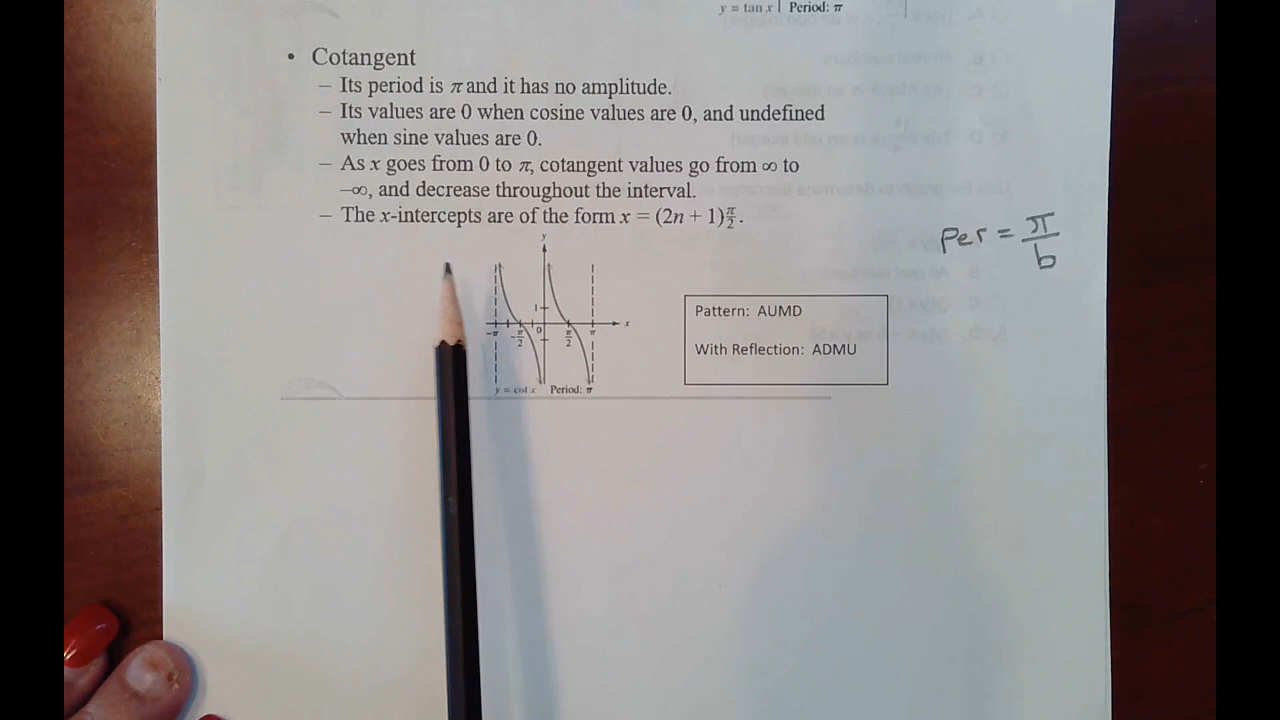 y = tan x Period: π
• Cotangent
– Its period is π and it has no amplitude.
– Its values are 0 when cosine values are 0, and undefined
when sine values are 0.
– As x goes from 0 to π, cotangent values go from ∞ to
–∞, and decrease throughout the interval.
– The x-intercepts are of the form x = (2n + 1)π/2.
per = π/b
y
1
-π -π/2 0 π/2 π x
y = cot x Period: π
Pattern: AUMD
With Reflection: ADMU